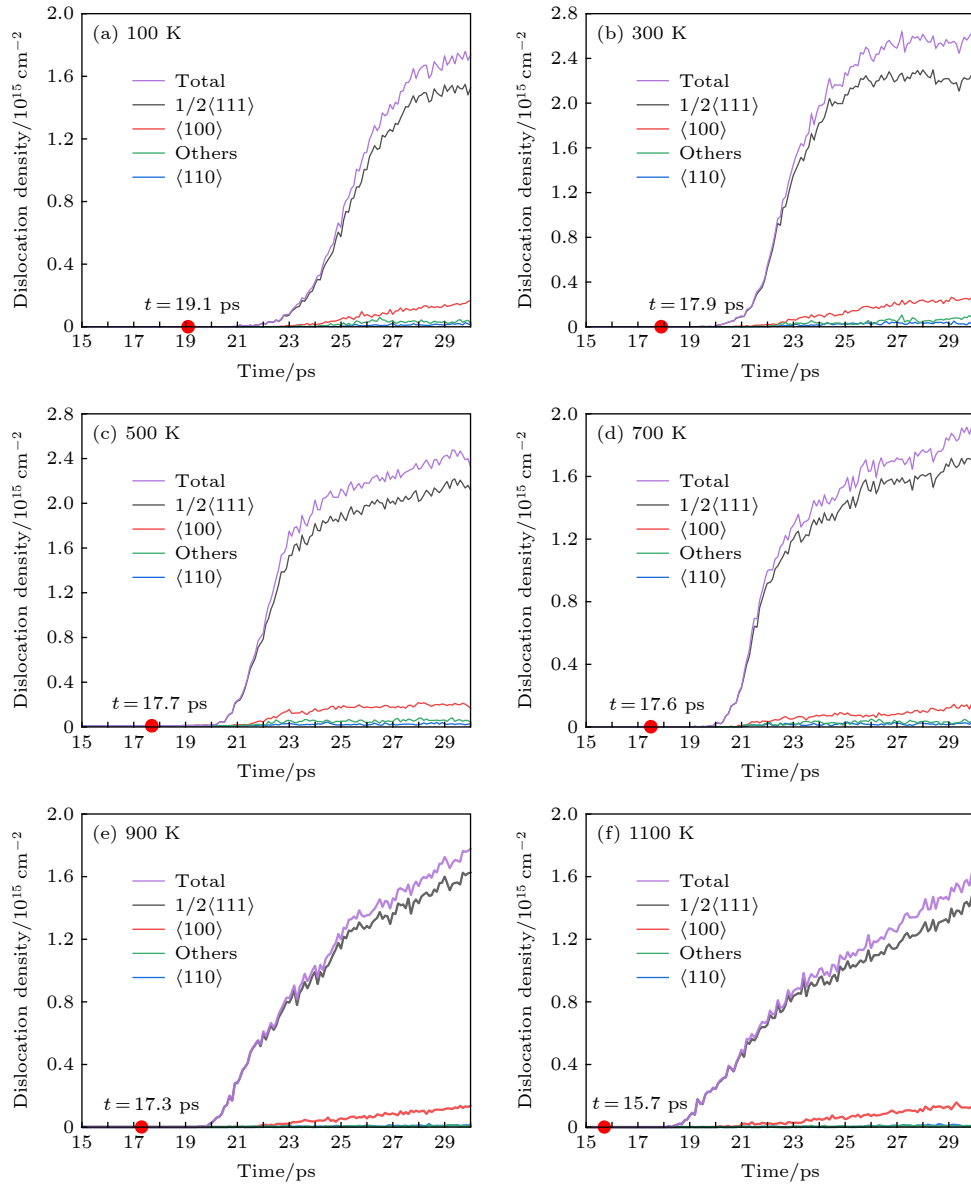 (a) 100 K
Total
1/2⟨111⟩
⟨100⟩
Others
⟨110⟩
t = 19.1 ps
2.0
1.6
1.2
0.8
0.4
0
15 17 19 21 23 25 27 29
Time/ps
Dislocation density/10¹⁵ cm⁻²
(b) 300 K
Total
1/2⟨111⟩
⟨100⟩
Others
⟨110⟩
t = 17.9 ps
2.8
2.4
2.0
1.6
1.2
0.8
0.4
0
15 17 19 21 23 25 27 29
Time/ps
Dislocation density/10¹⁵ cm⁻²
(c) 500 K
Total
1/2⟨111⟩
⟨100⟩
Others
⟨110⟩
t = 17.7 ps
2.8
2.4
2.0
1.6
1.2
0.8
0.4
0
15 17 19 21 23 25 27 29
Time/ps
Dislocation density/10¹⁵ cm⁻²
(d) 700 K
Total
1/2⟨111⟩
⟨100⟩
Others
⟨110⟩
t = 17.6 ps
2.0
1.6
1.2
0.8
0.4
0
15 17 19 21 23 25 27 29
Time/ps
Dislocation density/10¹⁵ cm⁻²
(e) 900 K
Total
1/2⟨111⟩
⟨100⟩
Others
⟨110⟩
t = 17.3 ps
2.0
1.6
1.2
0.8
0.4
0
15 17 19 21 23 25 27 29
Time/ps
Dislocation density/10¹⁵ cm⁻²
(f) 1100 K
Total
1/2⟨111⟩
⟨100⟩
Others
⟨110⟩
t = 15.7 ps
2.0
1.6
1.2
0.8
0.4
0
15 17 19 21 23 25 27 29
Time/ps
Dislocation density/10¹⁵ cm⁻²